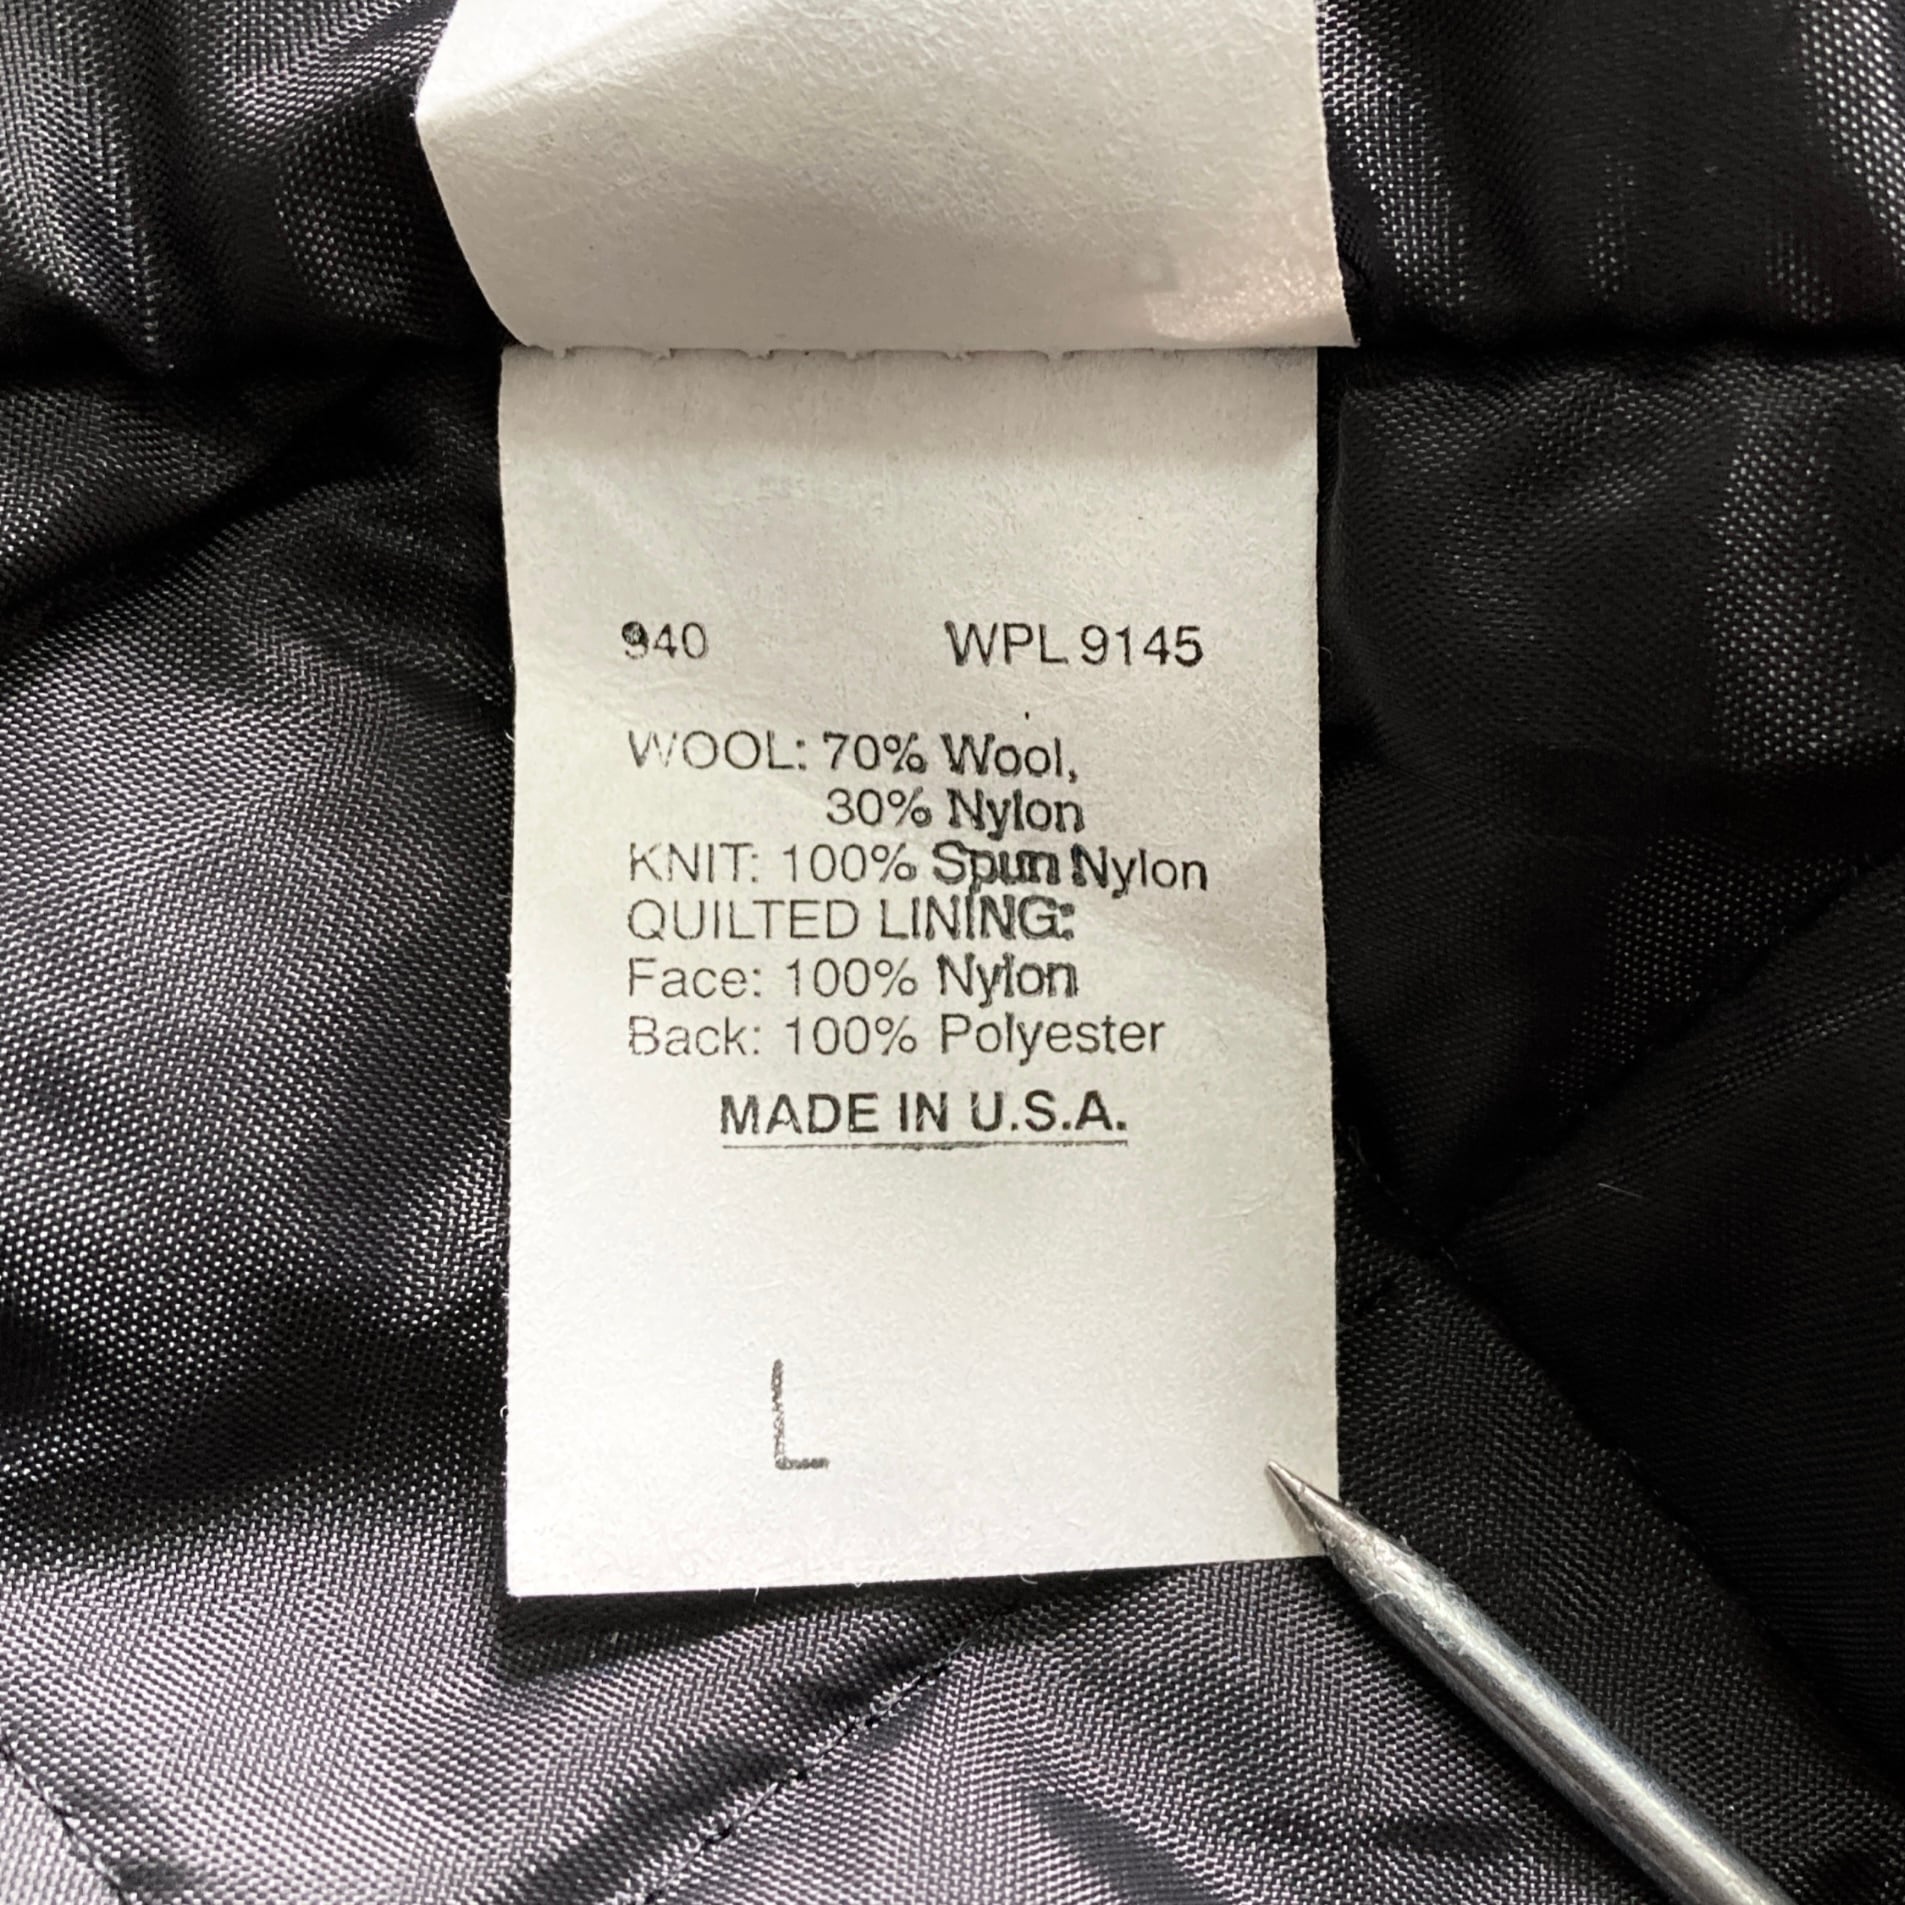 940 WPL 9145
WOOL: 70% Wool,
30% Nylon
KNIT: 100% Spun Nylon
QUILTED LINING:
Face: 100% Nylon
Back: 100% Polyester
MADE IN U.S.A.
L